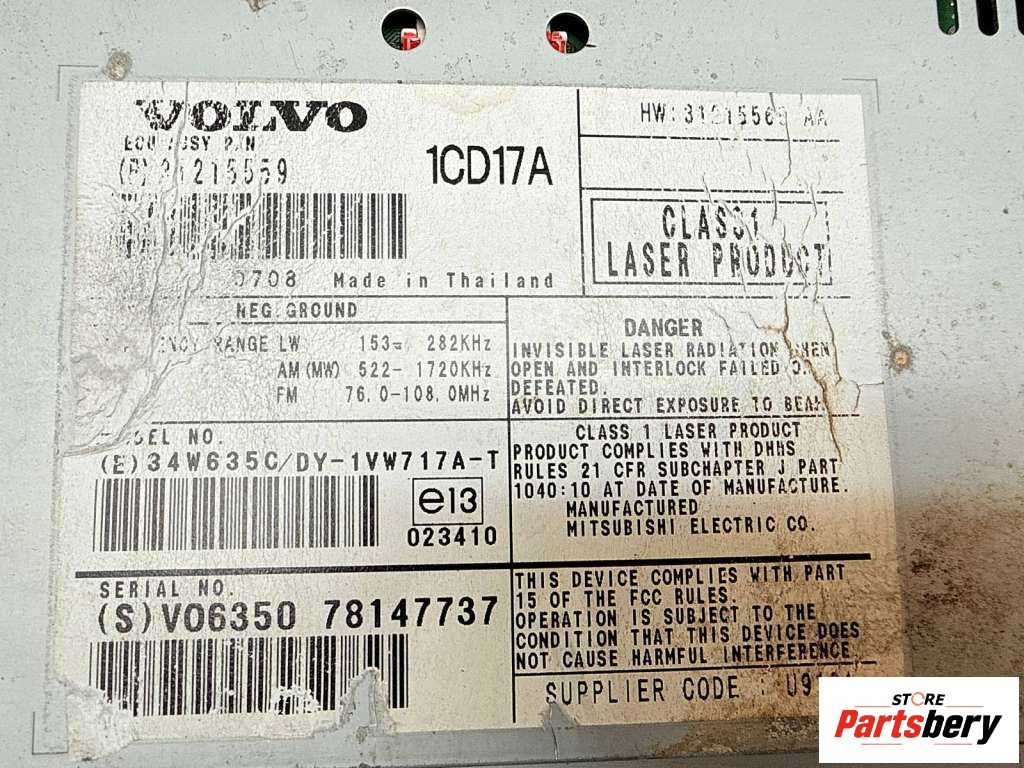 VOLVO
ECU ASSY P/N
(P) 31215559
1CD17A
HW: AA
CLASS1
LASER PRODUCT
0708 Made in Thailand
NEG.GROUND
RANGE LW 153- 282KHz
AM(MW) 522-1720KHz
FM 76.0-108.0MHz
DANGER
INVISIBLE LASER RADIATION WHEN
OPEN AND INTERLOCK FAILED OR
DEFEATED.
AVOID DIRECT EXPOSURE TO BEAM
NO.
(E)34W635C/DY-1VW717A-T
e13
023410
CLASS 1 LASER PRODUCT
PRODUCT COMPLIES WITH DHHS
RULES 21 CFR SUBCHAPTER J PART
1040:10 AT DATE OF MANUFACTURE.
MANUFACTURED
MITSUBISHI ELECTRIC CO.
SERIAL NO.
(S)VO6350 78147737
THIS DEVICE COMPLIES WITH PART
15 OF THE FCC RULES.
OPERATION IS SUBJECT TO THE
CONDITION THAT THIS DEVICE DOES
NOT CAUSE HARMFUL INTERFERENCE.
SUPPLIER CODE :
STORE
Partsbery